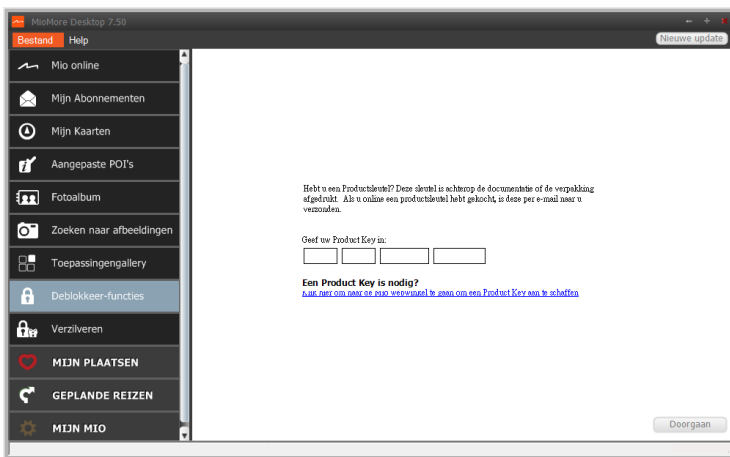 MioMore Desktop 7.50
Bestand Help
Nieuwe update
Mio online
Mijn Abonnementen
Mijn Kaarten
Aangepaste POI's
Fotoalbum
Zoeken naar afbeeldingen
Toepassingengallery
Deblokkeer-functies
Verzilveren
MIJN PLAATSEN
GEPLANDE REIZEN
MIJN MIO
Hebt u een Productsleutel? Deze sleutel is achterop de documentatie of de verpakking
afgedrukt. Als u online een productsleutel hebt gekocht, is deze per e-mail naar u
verzonden.
Geef uw Product Key in:
Een Product Key is nodig?
Klik hier om naar de Mio webwinkel te gaan om een Product Key aan te schaffen
Doorgaan